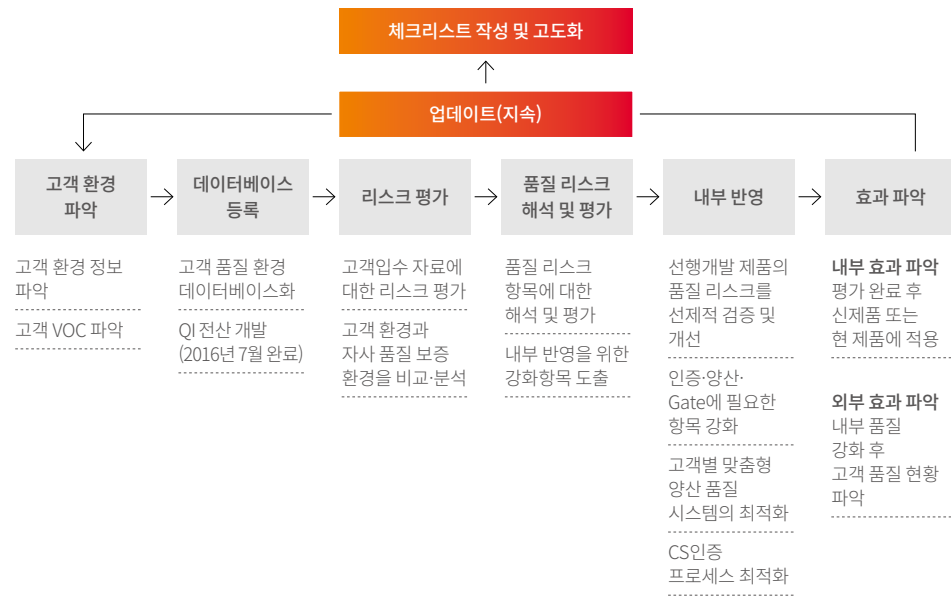 체크리스트 작성 및 고도화
업데이트(지속)
고객 환경
파악
데이터베이스
등록
리스크 평가
품질 리스크
해석 및 평가
내부 반영
효과 파악
고객 환경 정보
파악
고객 VOC 파악
고객 품질 환경
데이터베이스화
QI 전산 개발
(2016년 7월 완료)
고객입수 자료에
대한 리스크 평가
고객 환경과
자사 품질 보증
환경을 비교·분석
품질 리스크
항목에 대한
해석 및 평가
내부 반영을 위한
강화항목 도출
선행개발 제품의
품질 리스크를
선제적 검증 및
개선
인증·양산·
Gate에 필요한
항목 강화
고객별 맞춤형
양산 품질
시스템의 최적화
CS인증
프로세스 최적화
내부 효과 파악
평가 완료 후
신제품 또는
현 제품에 적용
외부 효과 파악
내부 품질
강화 후
고객 품질 현황
파악